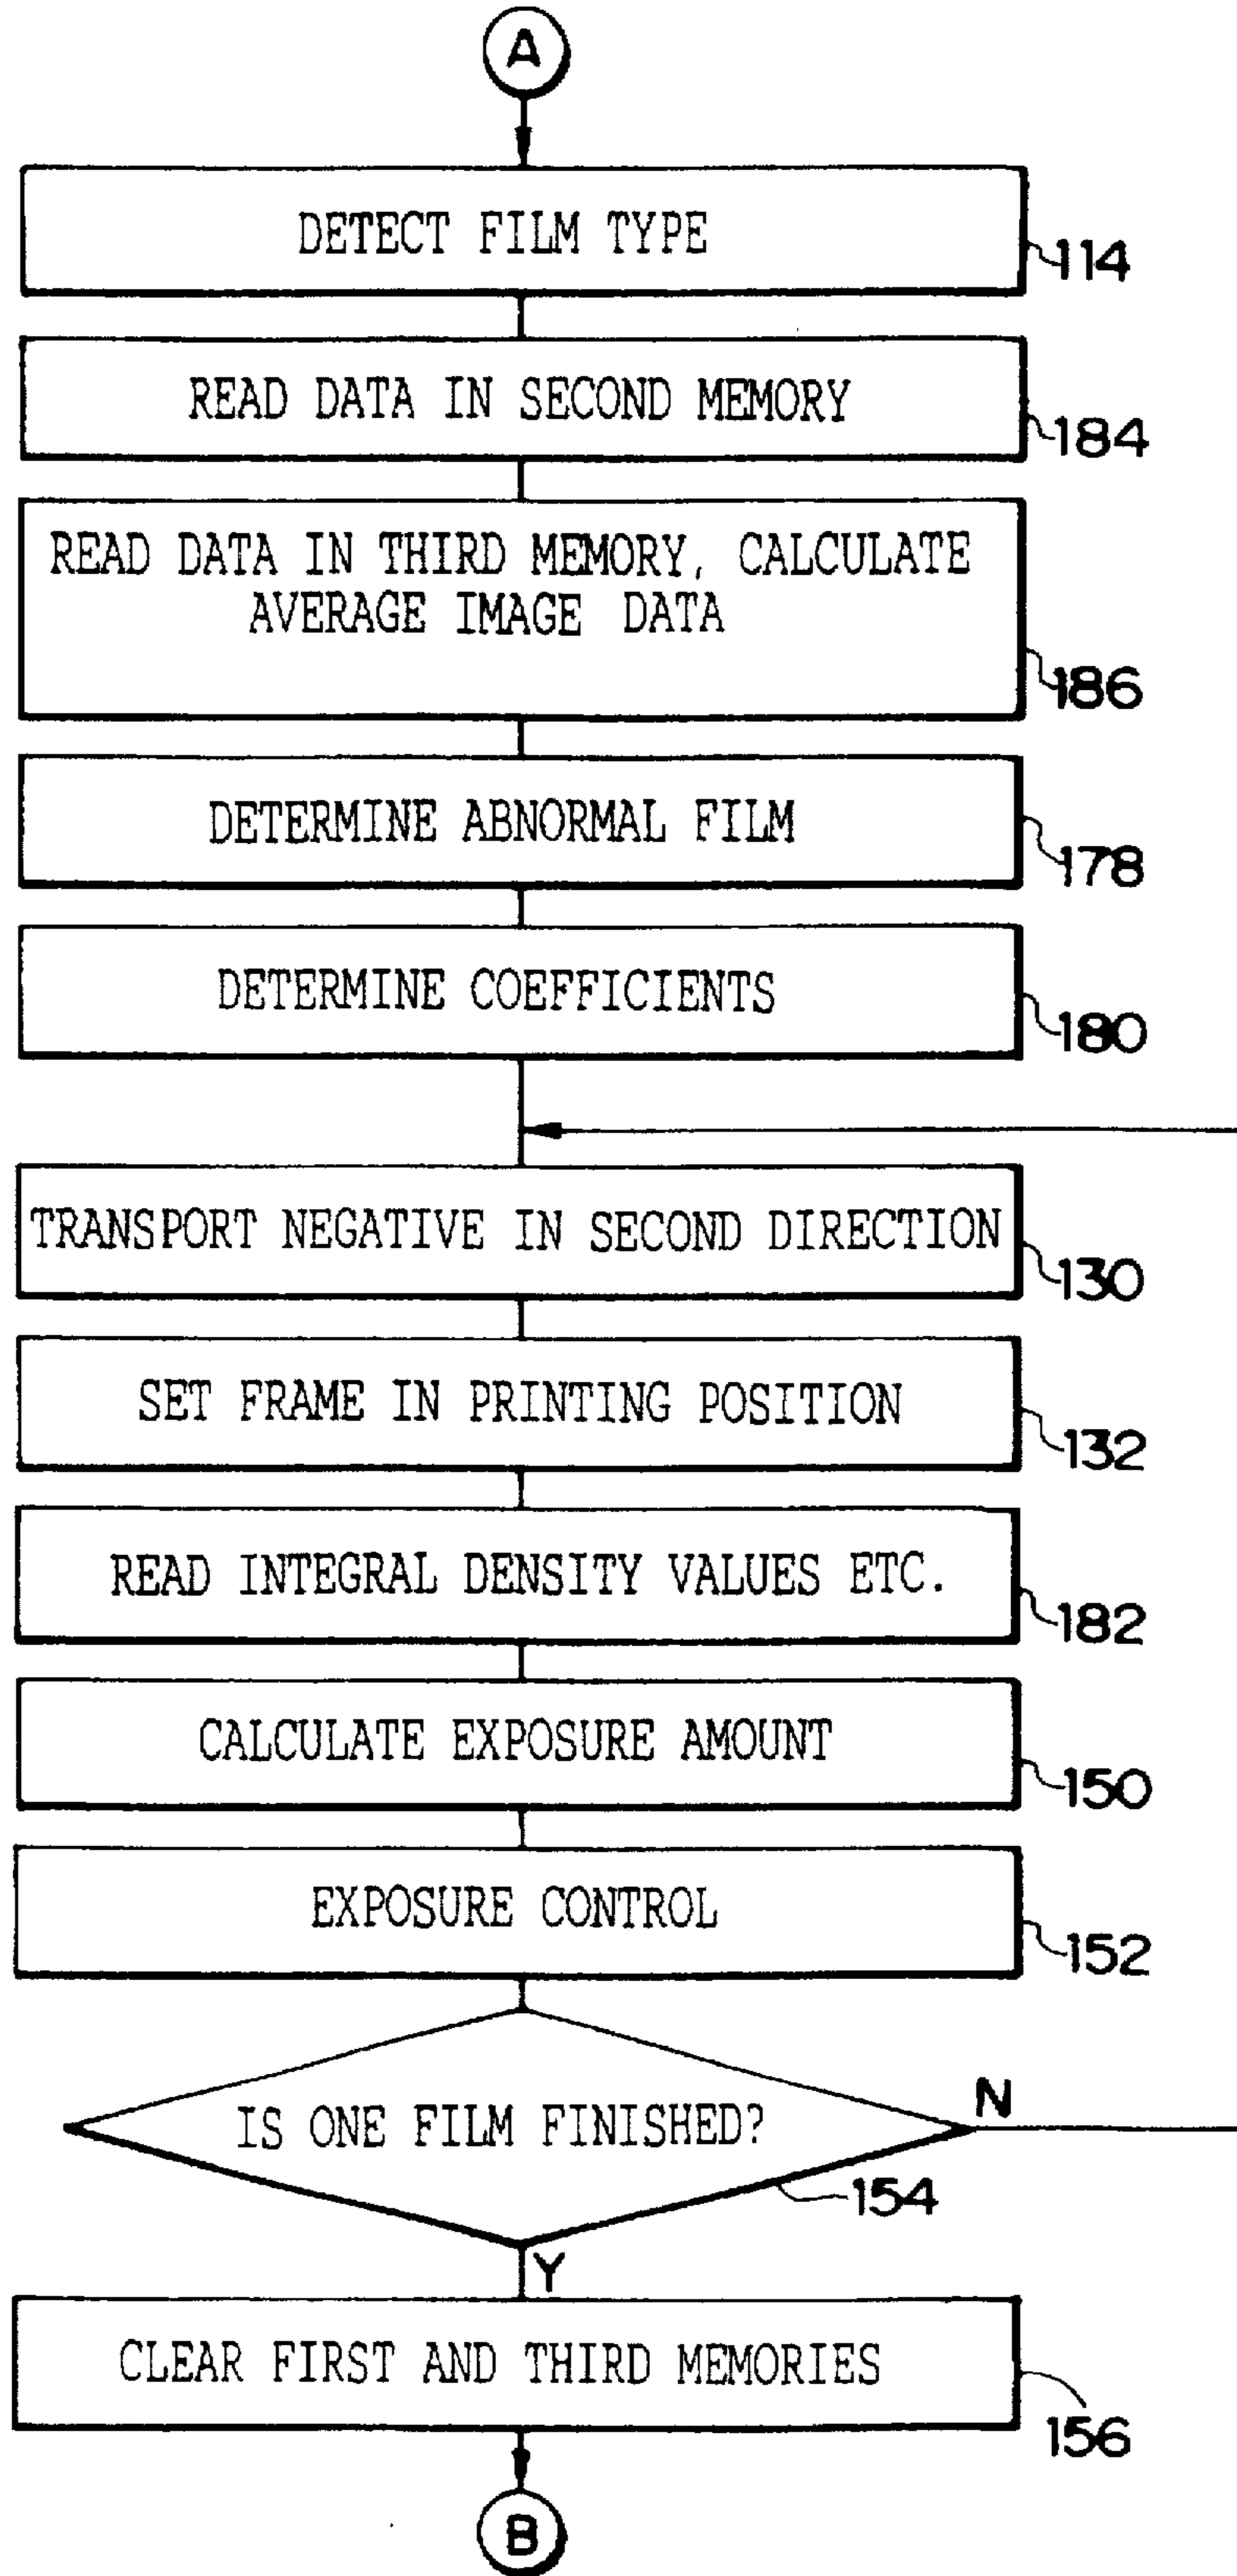 A
DETECT FILM TYPE
114
READ DATA IN SECOND MEMORY
184
READ DATA IN THIRD MEMORY, CALCULATE
AVERAGE IMAGE DATA
186
DETERMINE ABNORMAL FILM
178
DETERMINE COEFFICIENTS
180
TRANSPORT NEGATIVE IN SECOND DIRECTION
130
SET FRAME IN PRINTING POSITION
132
READ INTEGRAL DENSITY VALUES ETC.
182
CALCULATE EXPOSURE AMOUNT
150
EXPOSURE CONTROL
152
IS ONE FILM FINISHED?
N
154
Y
CLEAR FIRST AND THIRD MEMORIES
156
B